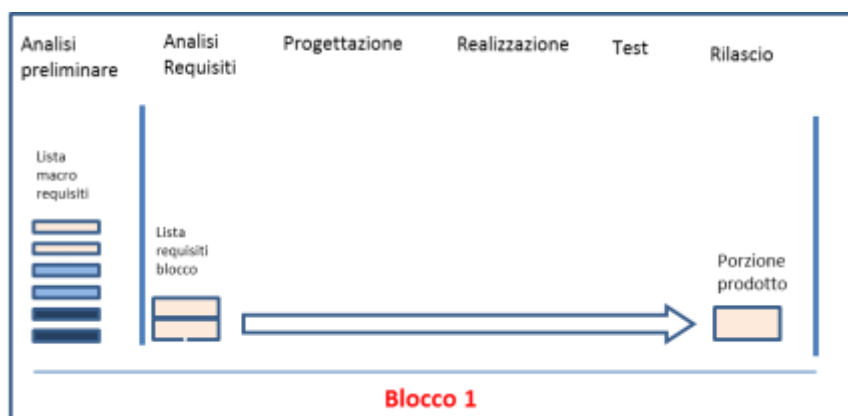 Analisi
preliminare
Analisi
Requisiti
Progettazione
Realizzazione
Test
Rilascio
Lista
macro
requisiti
Lista
requisiti
blocco
Porzione
prodotto
Blocco 1